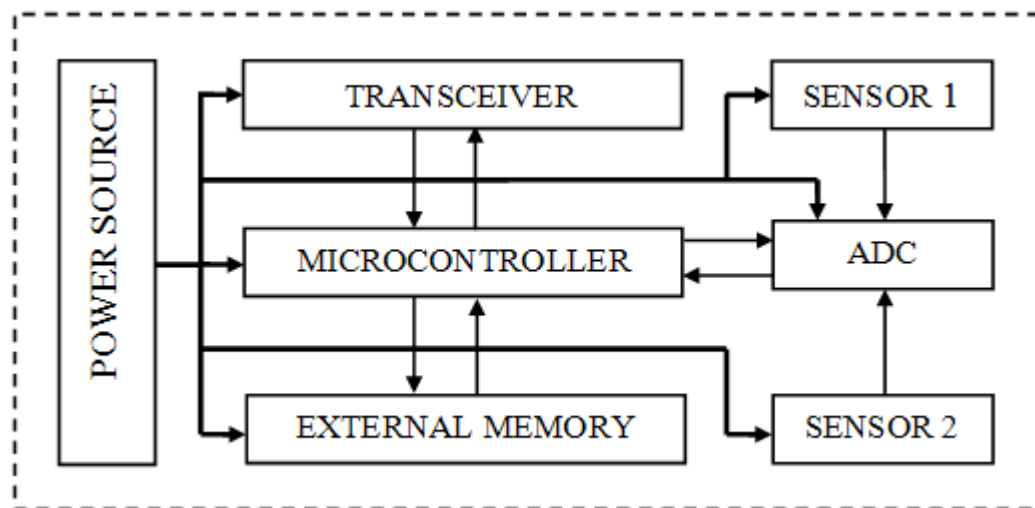 POWER SOURCE
TRANSCEIVER
SENSOR 1
MICROCONTROLLER
ADC
EXTERNAL MEMORY
SENSOR 2